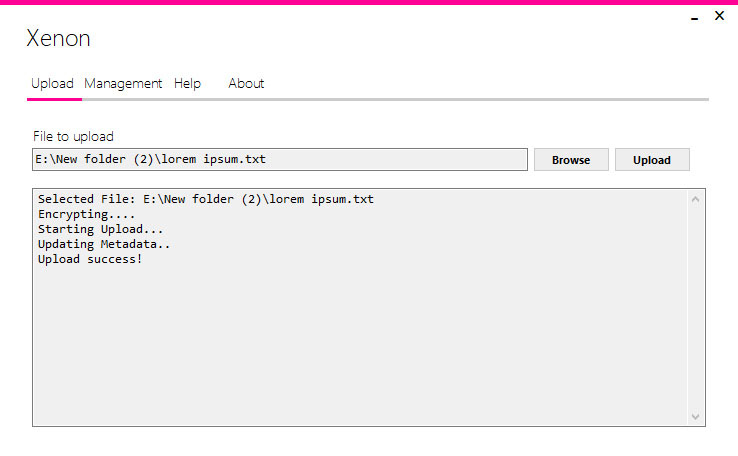 Xenon
Upload Management Help About
File to upload
E:\New folder (2)\lorem ipsum.txt Browse Upload
Selected File: E:\New folder (2)\lorem ipsum.txt
Encrypting....
Starting Upload...
Updating Metadata..
Upload success!